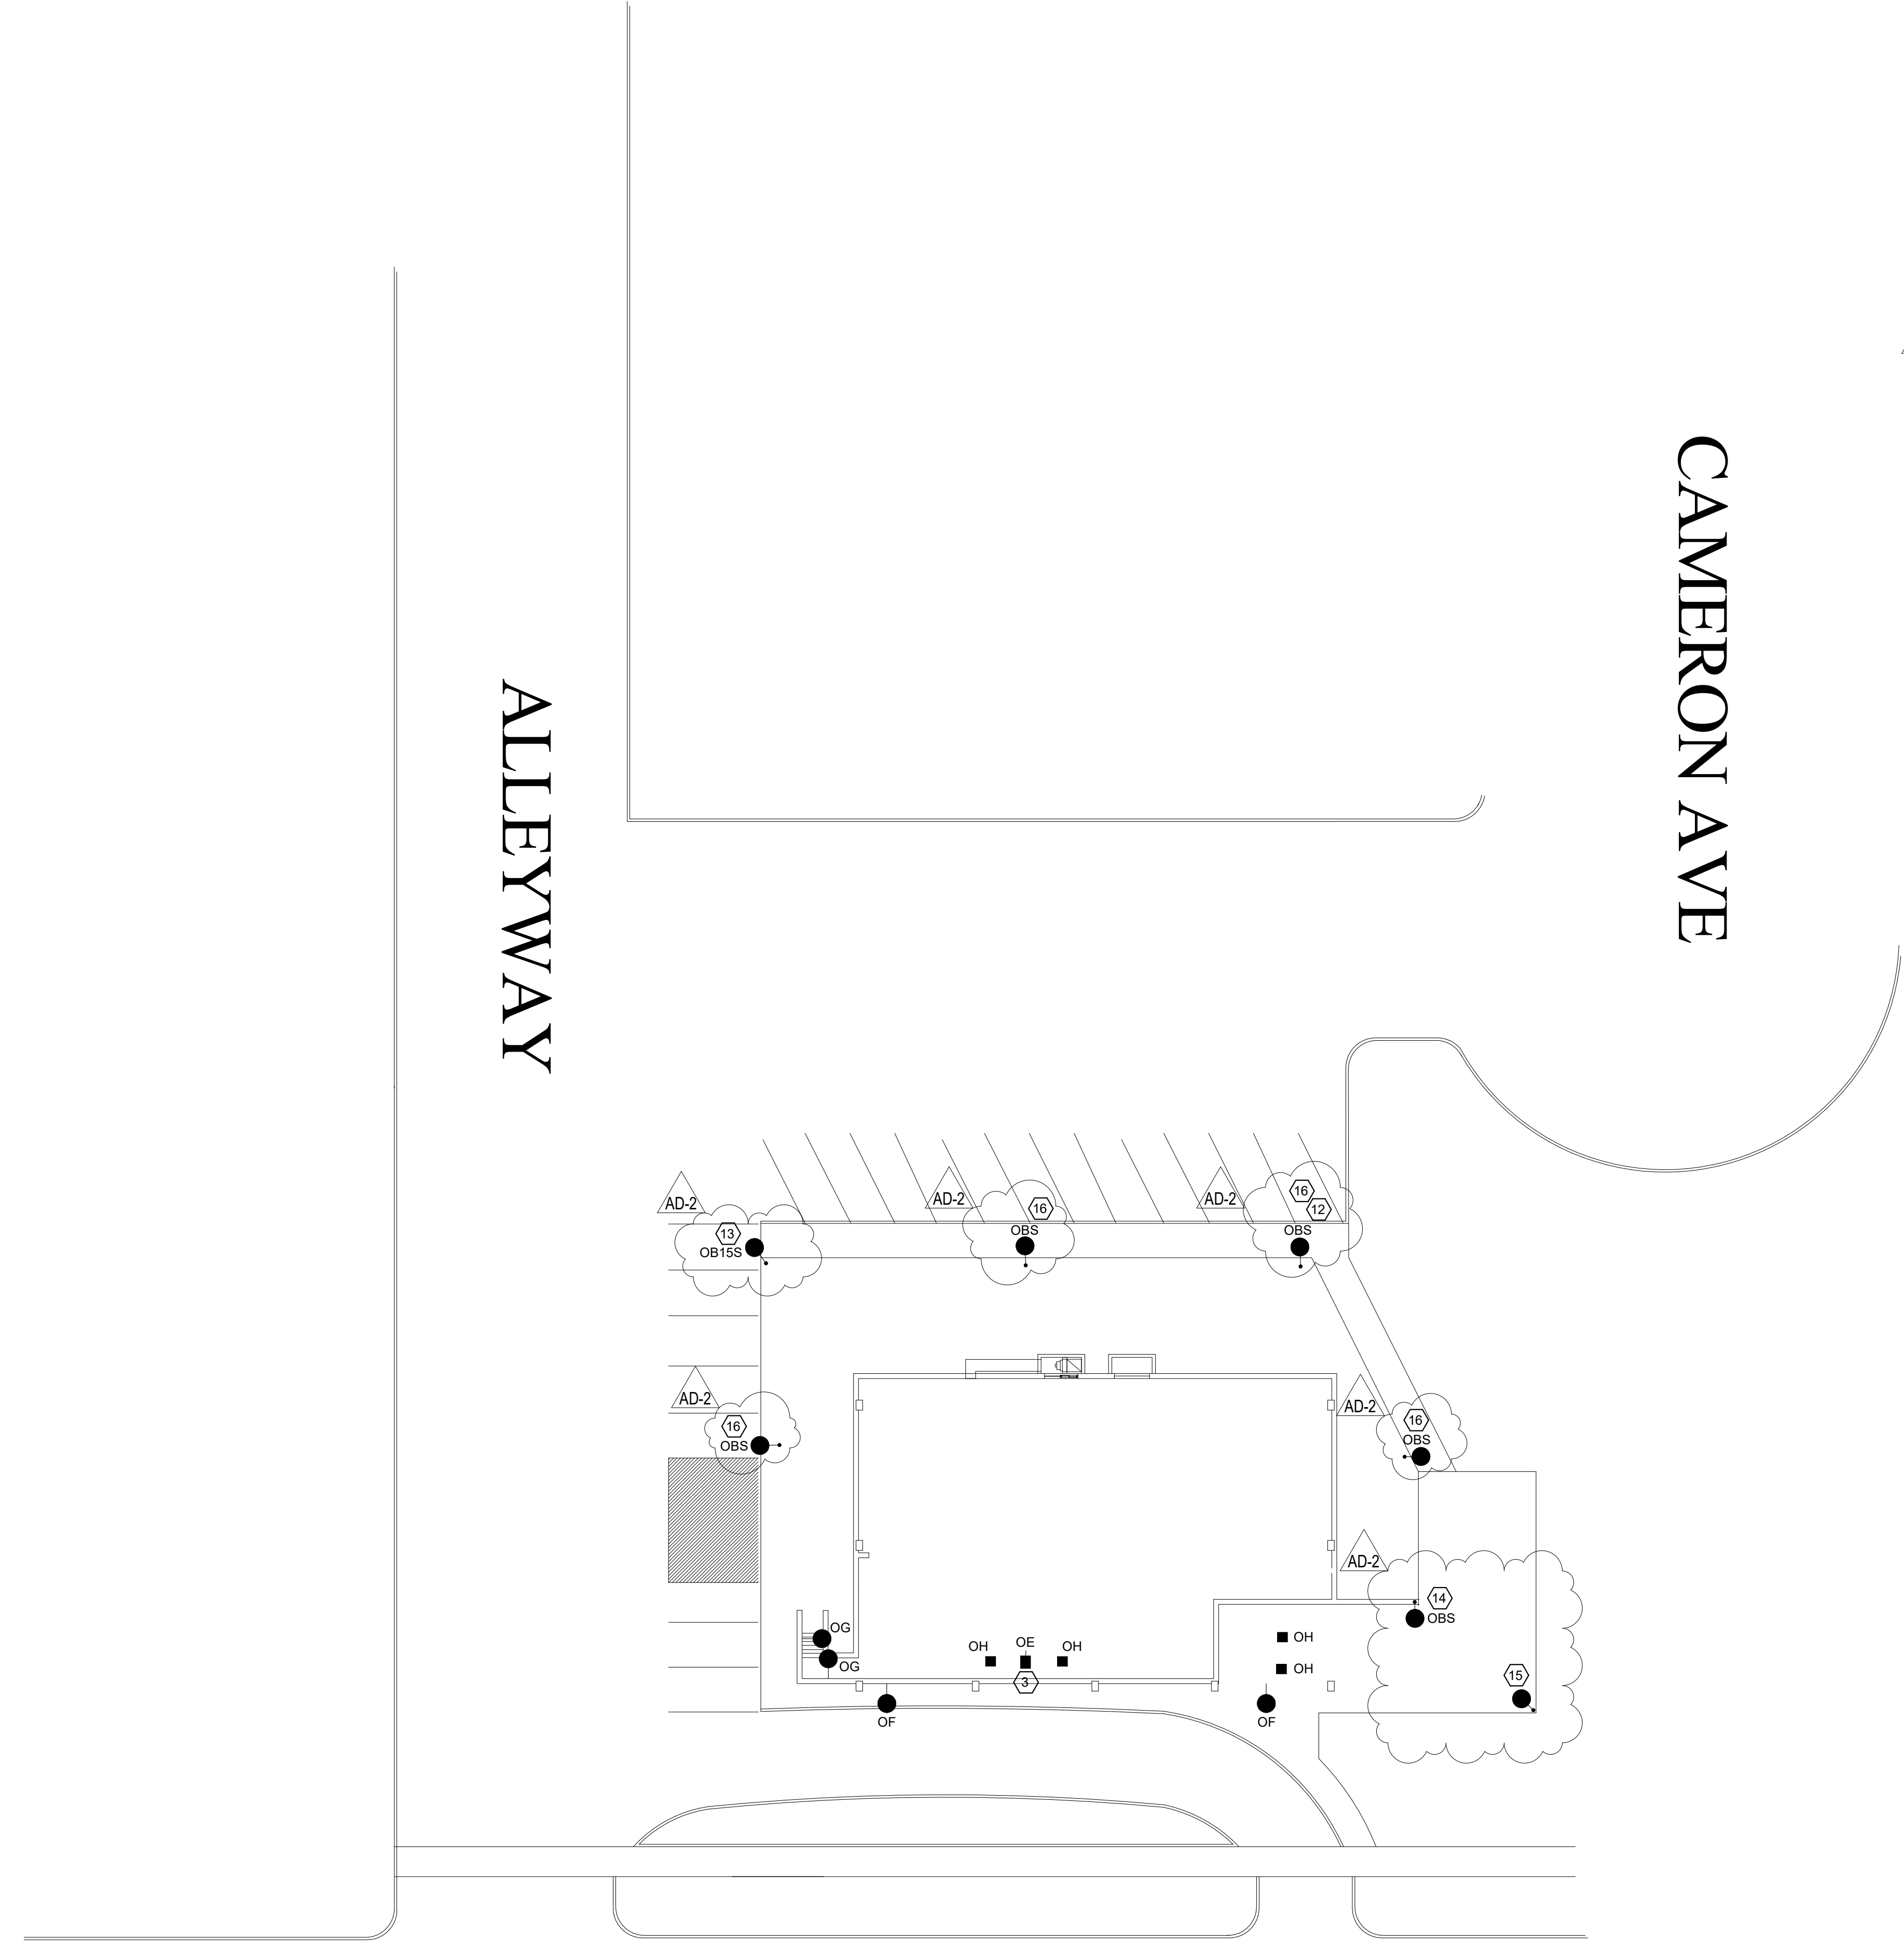 CAMERON AVE
ALLEYWAY
AD-2
AD-2
AD-2
16
16
12
13
OBS
OBS
OB15S
AD-2
AD-2
16
16
OBS
OBS
AD-2
14
OBS
OG
OH
OE
OH
OH
OG
OH
15
3
OF
OF